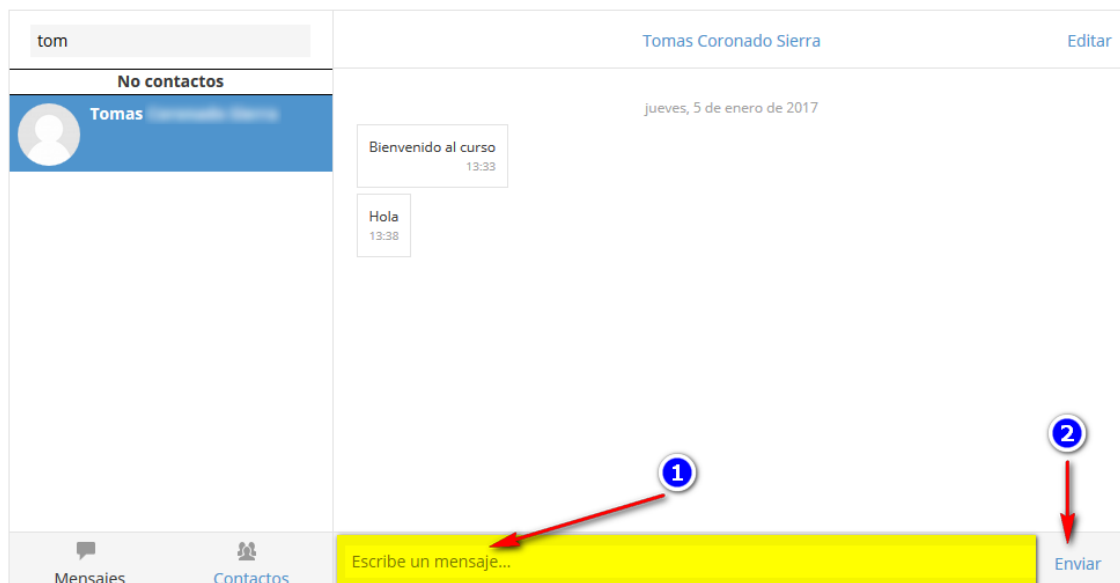 tom
No contactos
Tomas
Mensajes
Contactos
Tomas Coronado Sierra
Editar
jueves, 5 de enero de 2017
Bienvenido al curso
13:33
Hola
13:38
1
2
Escribe un mensaje...
Enviar